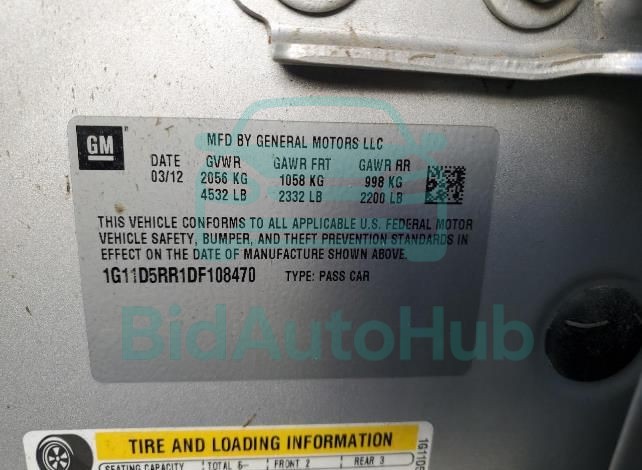 GM
MFD BY GENERAL MOTORS LLC
DATE GVWR GAWR FRT GAWR RR
03/12 2056 KG 1058 KG 998 KG
4532 LB 2332 LB 2200 LB
THIS VEHICLE CONFORMS TO ALL APPLICABLE U.S. FEDERAL MOTOR
VEHICLE SAFETY, BUMPER, AND THEFT PREVENTION STANDARDS IN
EFFECT ON THE DATE OF MANUFACTURE SHOWN ABOVE.
1G11D5RR1DF108470 TYPE: PASS CAR
BidAutoHub
TIRE AND LOADING INFORMATION
SEATING CAPACITY TOTAL 5 FRONT 2 REAR 3